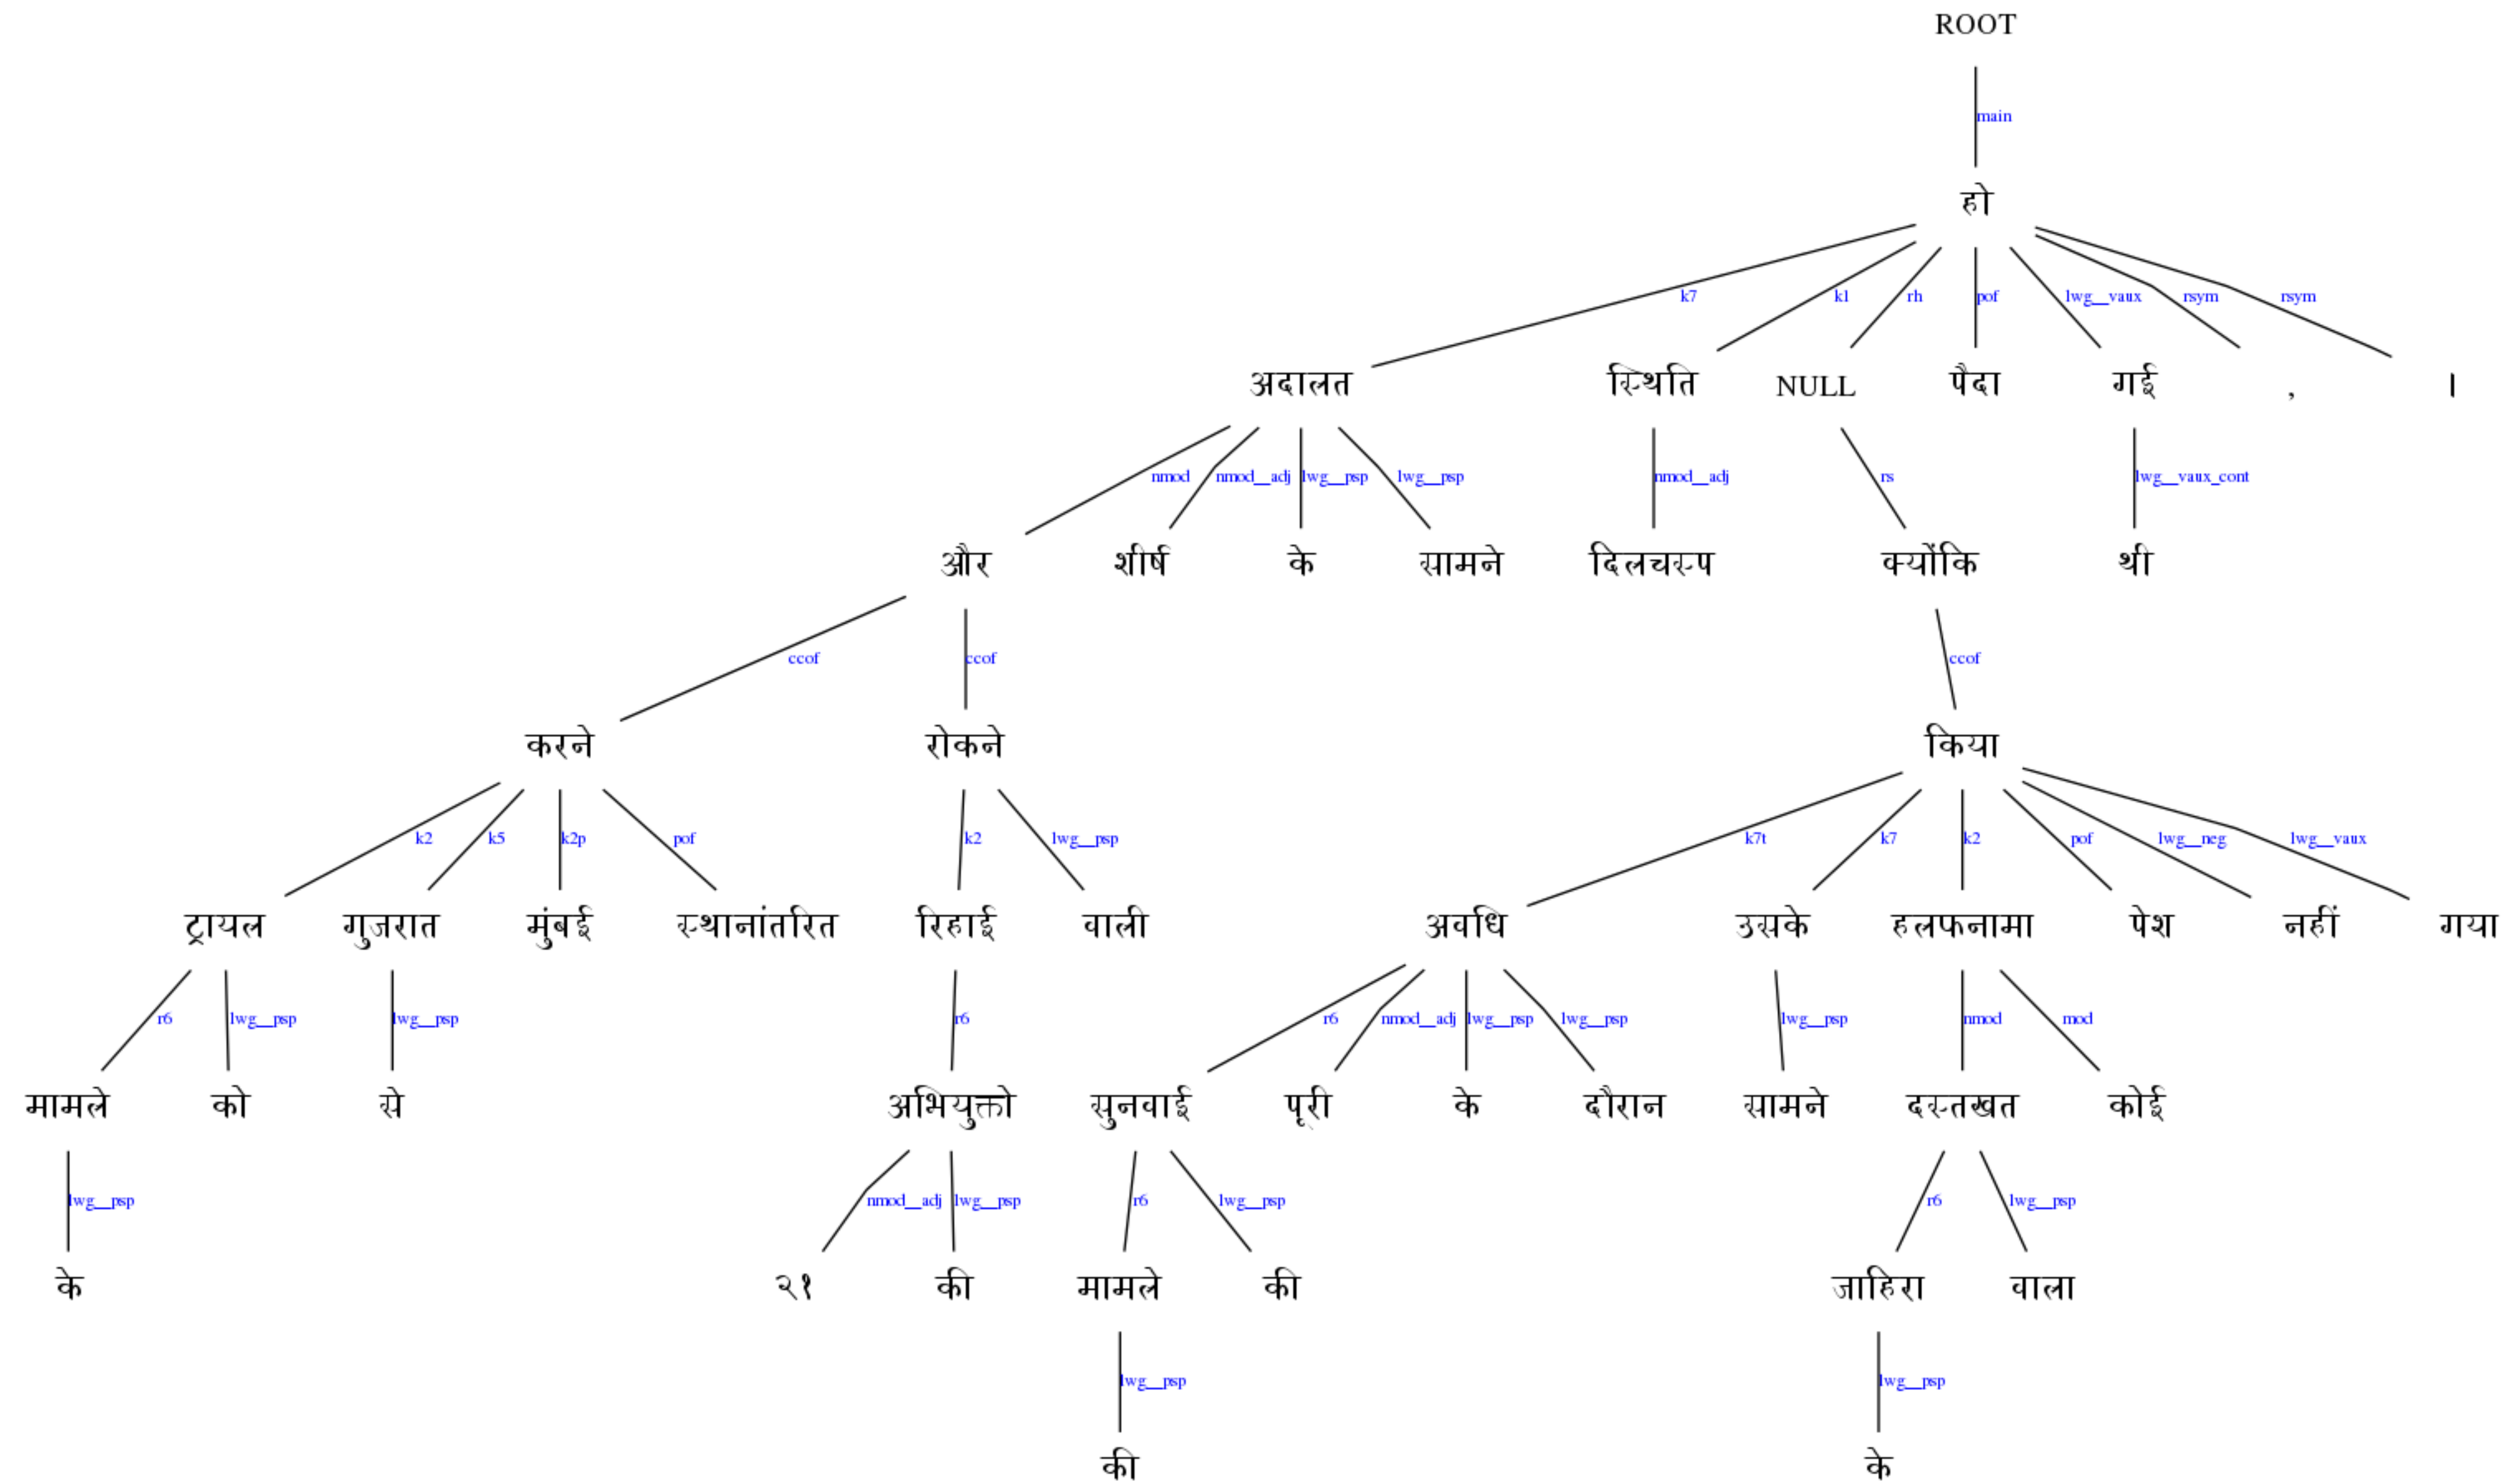 ROOT
main
हो
k7 k1 rh pof lwg__vaux rsym rsym
अदालत स्थिति NULL पैदा गई , ।
nmod nmod__adj lwg__psp lwg__psp nmod__adj rs lwg__vaux_cont
और शीर्ष के सामने दिलचस्प क्योंकि थी
ccof ccof ccof
करने रोकने किया
k2 k5 k2p pof k2 lwg__psp k7t k7 k2 pof lwg__neg lwg__vaux
ट्रायल गुजरात मुंबई स्थानांतरित रिहाई वाली अवधि उसके हलफनामा पेश नहीं गया
r6 lwg__psp lwg__psp r6 r6 nmod__adj lwg__psp lwg__psp lwg__psp nmod mod
मामले को से अभियुक्तो सुनवाई पूरी के दौरान सामने दस्तखत कोई
lwg__psp nmod__adj lwg__psp r6 lwg__psp r6 lwg__psp
के २१ की मामले की जाहिरा वाला
lwg__psp lwg__psp
की के